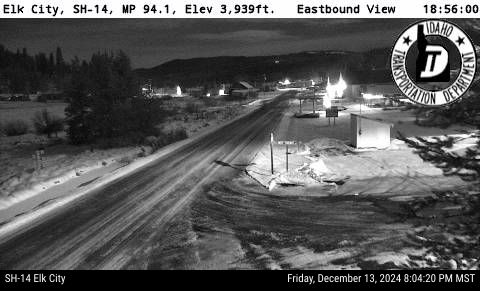 Elk City, SH-14, MP 94.1, Elev 3,939ft. Eastbound View 18:56:00
IDAHO
TRANSPORTATION DEPARTMENT
SH-14 Elk City
Friday, December 13, 2024 8:04:20 PM MST